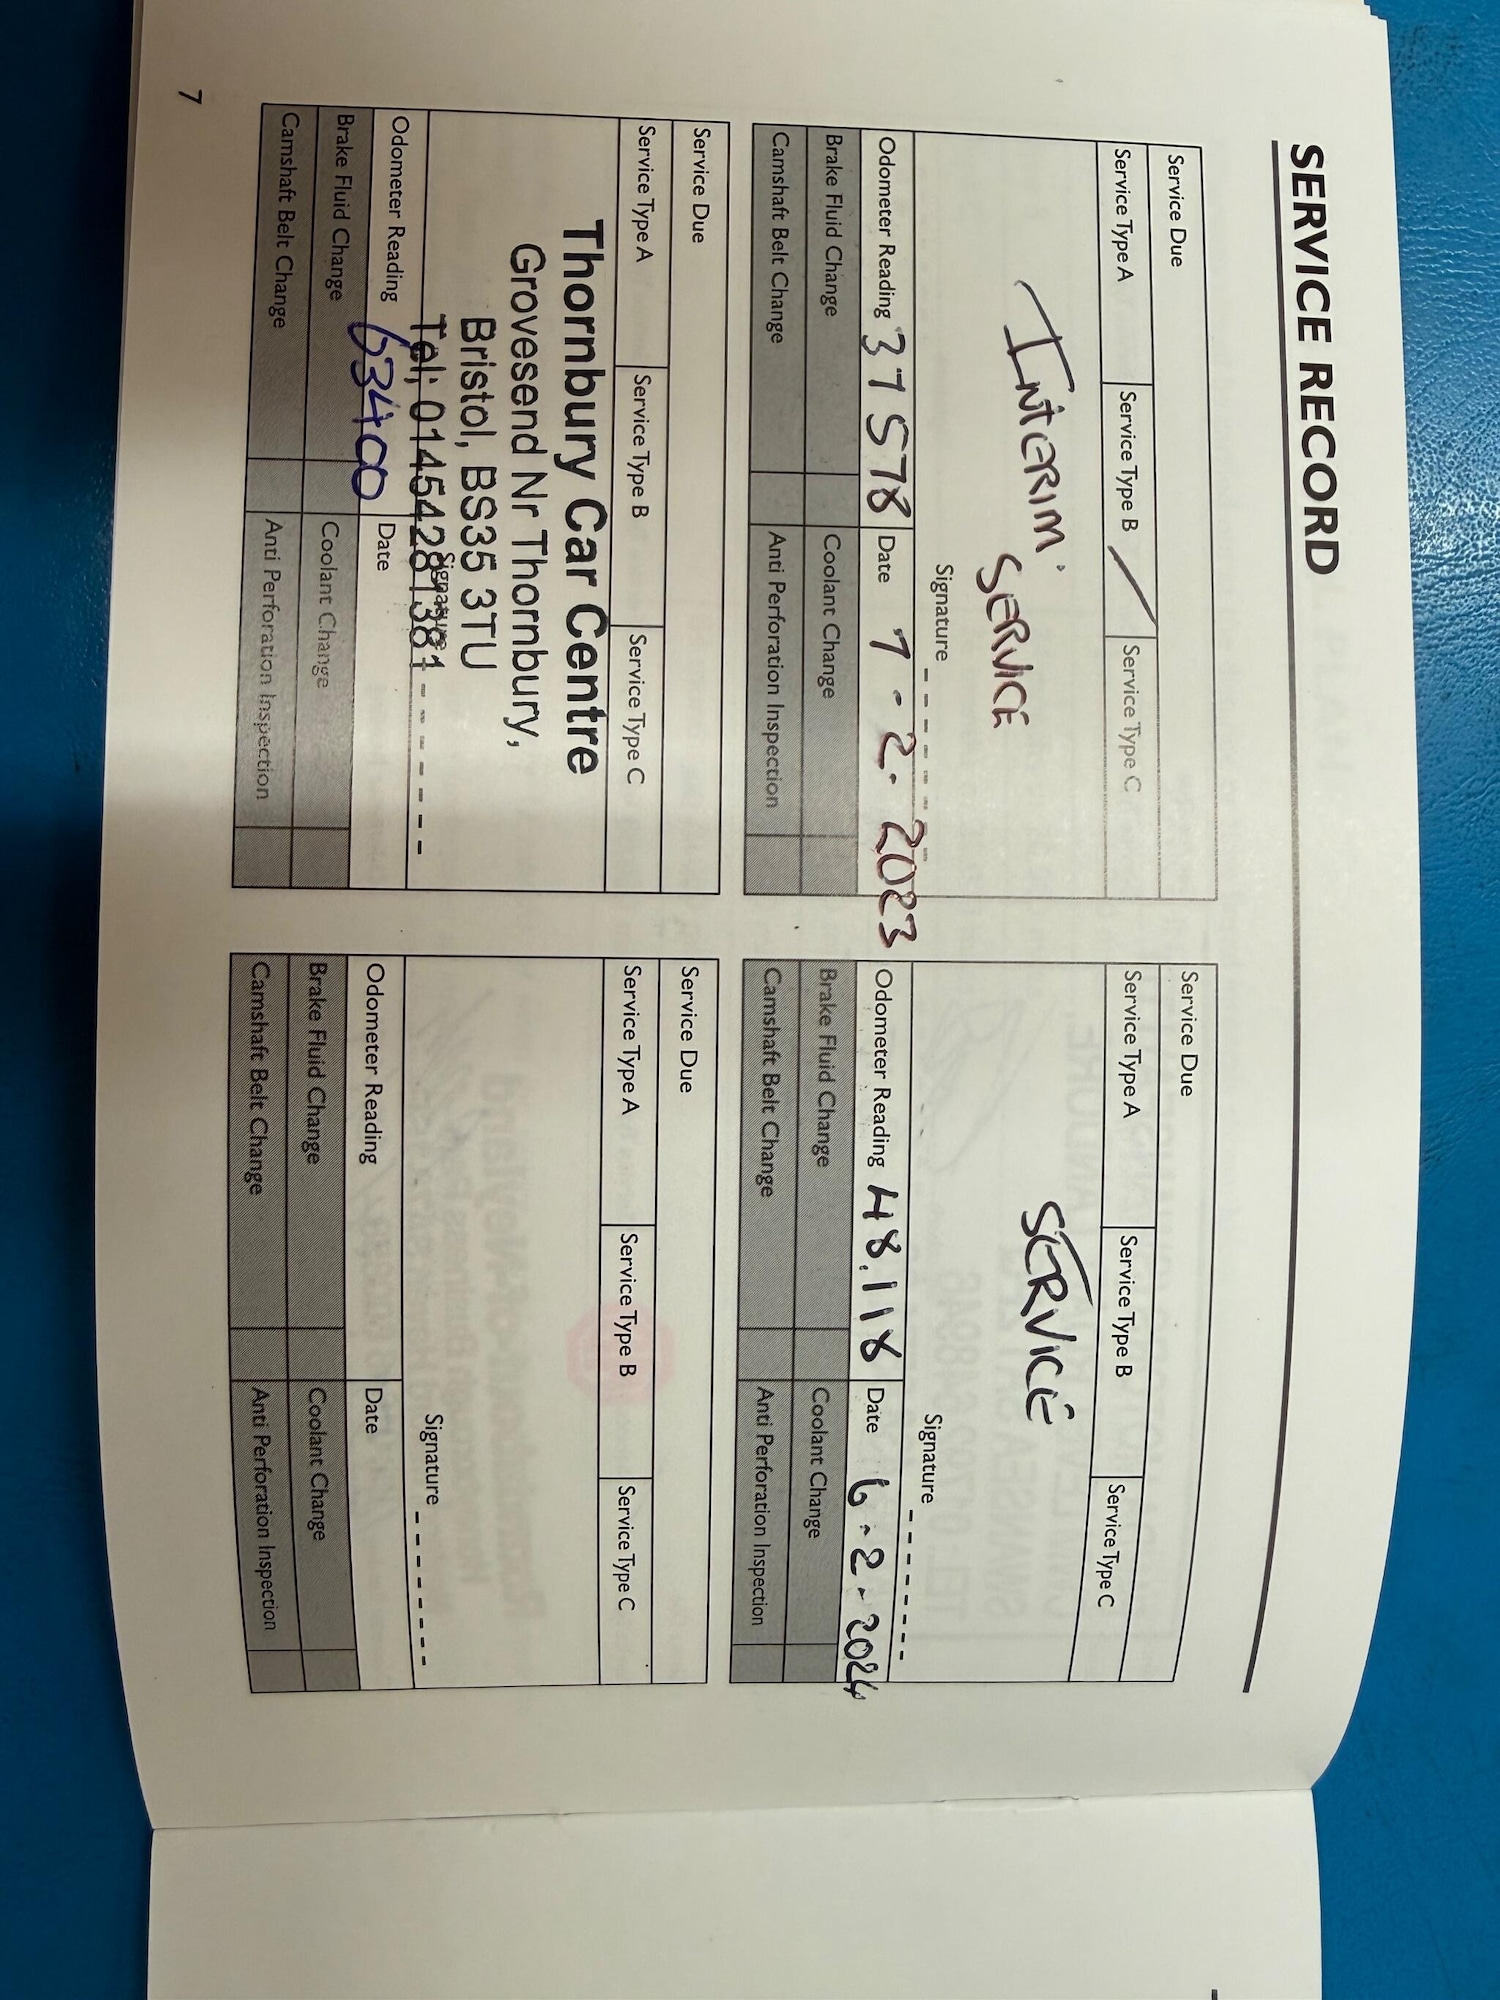 SERVICE RECORD
Service Due
Service Type A Service Type B / Service Type C
INTERIM
SERVICE
Signature
Odometer Reading 37578 Date 7-2.2023
Brake Fluid Change Coolant Change
Camshaft Belt Change Anti Perforation Inspection
Service Due
Service Type A Service Type B Service Type C
SERVICE
Signature
Odometer Reading 48.118 Date 6-2-2024
Brake Fluid Change Coolant Change
Camshaft Belt Change Anti Perforation Inspection
Service Due
Service Type A Service Type B Service Type C
Thornbury Car Centre
Grovesend Nr Thornbury,
Bristol, BS35 3TU
Signature
Tel; 01454281381
Odometer Reading 63400 Date
Brake Fluid Change Coolant Change
Camshaft Belt Change Anti Perforation Inspection
Service Due
Service Type A Service Type B Service Type C
Signature
Odometer Reading Date
Brake Fluid Change Coolant Change
Camshaft Belt Change Anti Perforation Inspection
7